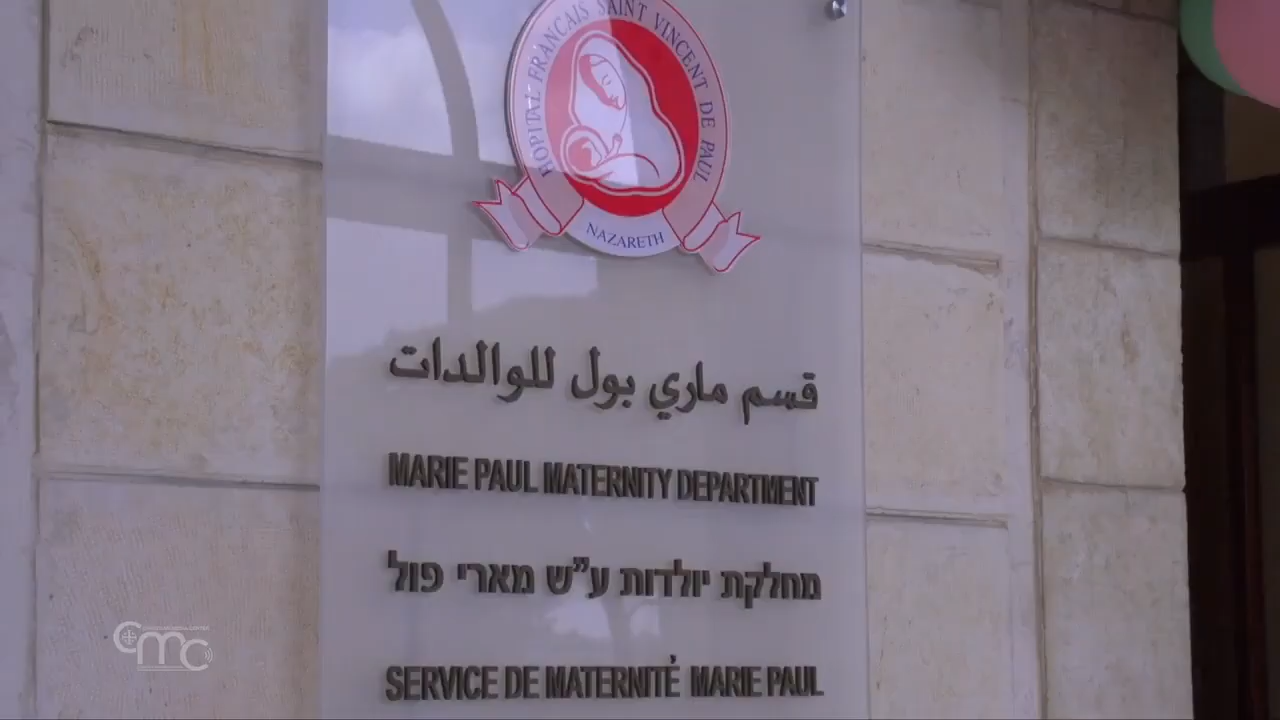 HOPITAL FRANCAIS SAINT VINCENT DE PAUL
NAZARETH
قسم ماري بول للوالدات
MARIE PAUL MATERNITY DEPARTMENT
מחלקת יולדות ע"ש מארי פול
SERVICE DE MATERNITÉ MARIE PAUL
CMC